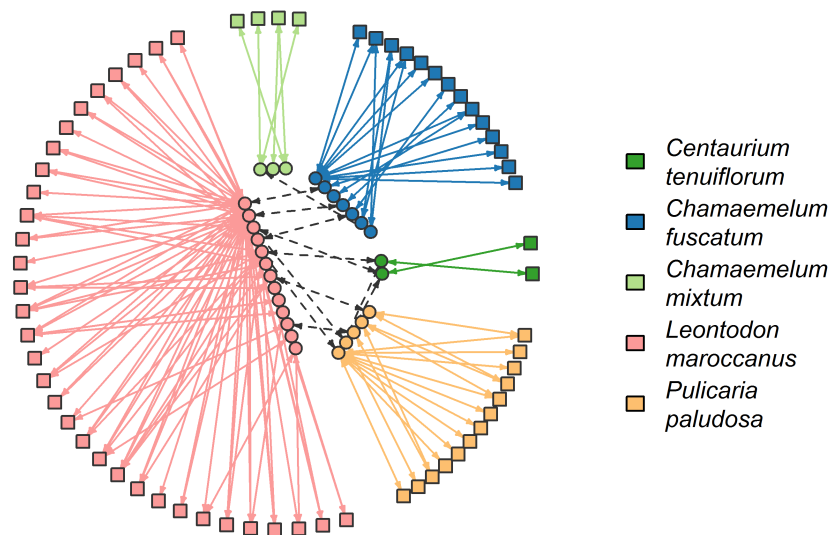 Centaurium
tenuiflorum
Chamaemelum
fuscatum
Chamaemelum
mixtum
Leontodon
maroccanus
Pulicaria
paludosa